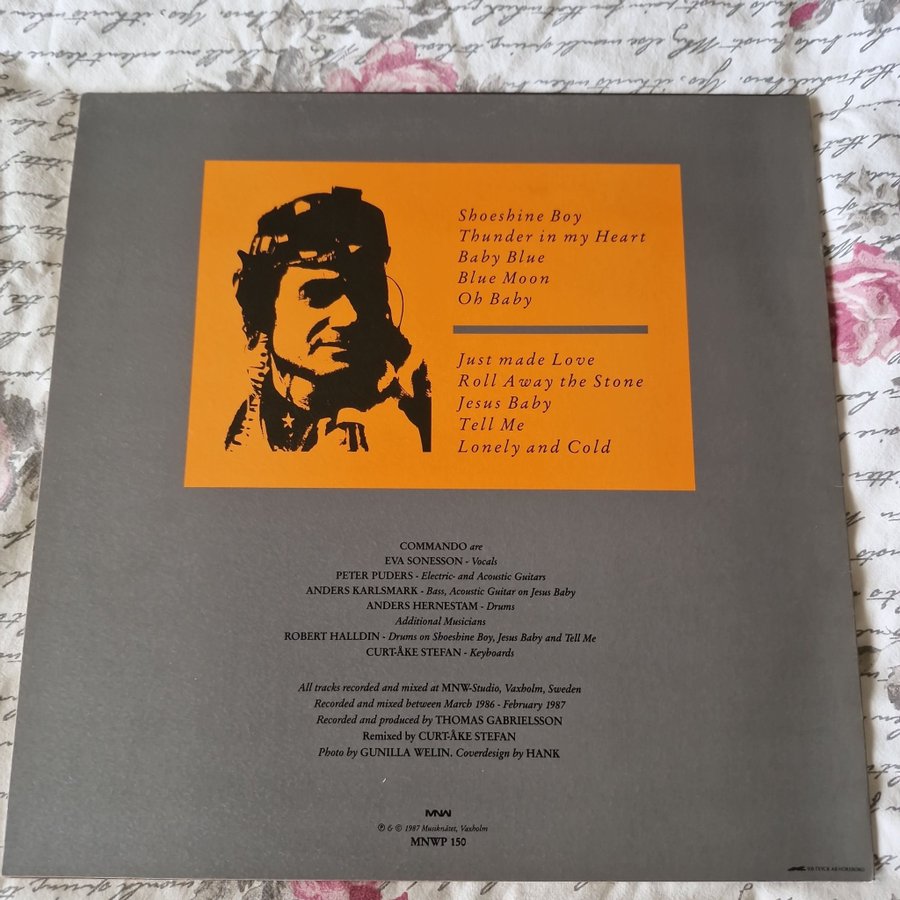 Shoeshine Boy
Thunder in my Heart
Baby Blue
Blue Moon
Oh Baby
Just made Love
Roll Away the Stone
Jesus Baby
Tell Me
Lonely and Cold
COMMANDO are
EVA SONESSON - Vocals
PETER PUDERS - Electric- and Acoustic Guitars
ANDERS KARLSMARK - Bass, Acoustic Guitar on Jesus Baby
ANDERS HERNESTAM - Drums
Additional Musicians
ROBERT HALLDIN - Drums on Shoeshine Boy, Jesus Baby and Tell Me
CURT-ÅKE STEFAN - Keyboards
All tracks recorded and mixed at MNW-Studio, Vaxholm, Sweden
Recorded and mixed between March 1986 - February 1987
Recorded and produced by THOMAS GABRIELSSON
Remixed by CURT-ÅKE STEFAN
Photo by GUNILLA WELIN. Coverdesign by HANK
MNW
℗ & © 1987 Musiknätet, Vaxholm
MNWP 150